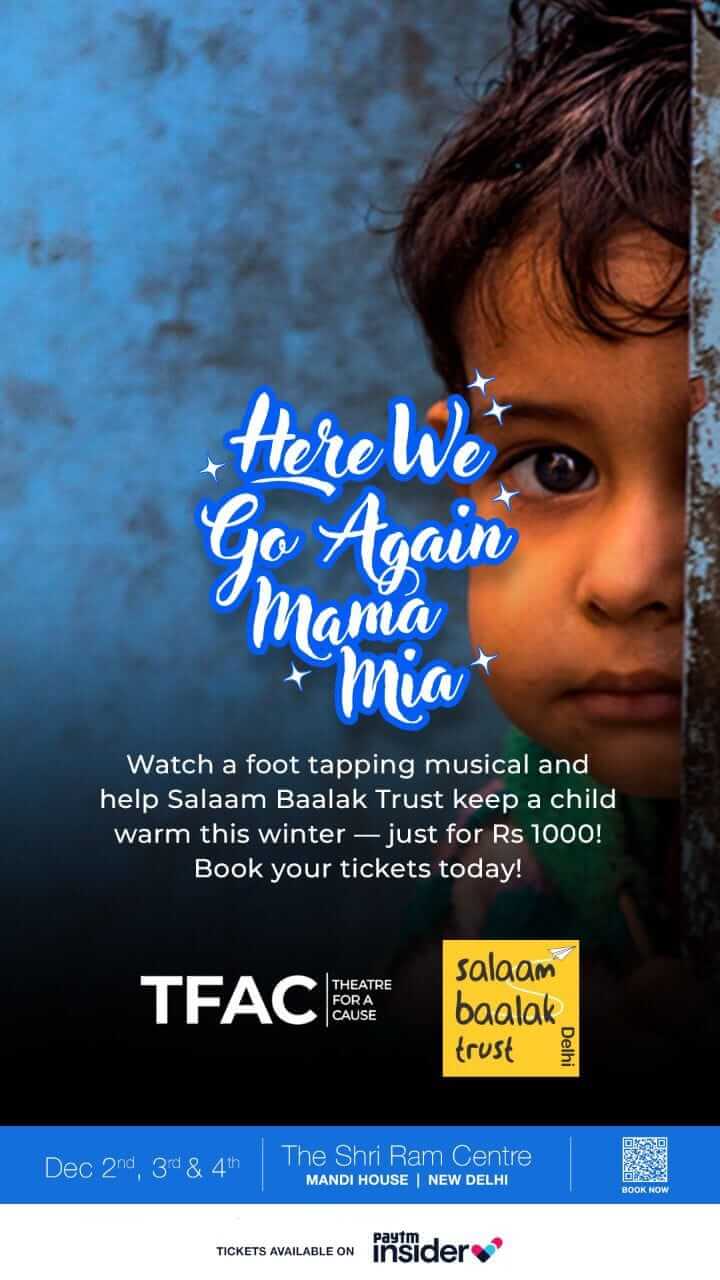 Here We
Go Again
Mama
Mia
Watch a foot tapping musical and
help Salaam Baalak Trust keep a child
warm this winter — just for Rs 1000!
Book your tickets today!
TFAC
THEATRE
FOR A
CAUSE
salaam
baalak
trust
Delhi
Dec 2nd, 3rd & 4th
The Shri Ram Centre
MANDI HOUSE | NEW DELHI
BOOK NOW
TICKETS AVAILABLE ON
paytm
insider